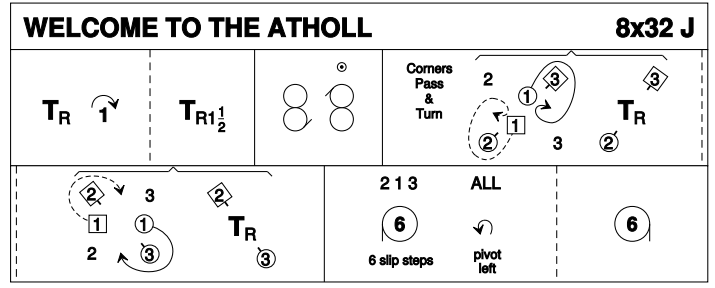 WELCOME TO THE ATHOLL 8x32 J
TR 1 TR1½
Corners
Pass
&
Turn
2 3 3
1 TR
1
2 3 2
2 3 2
1 1 TR
2 3 3
2 1 3 ALL
6 6
6 slip steps pivot
left